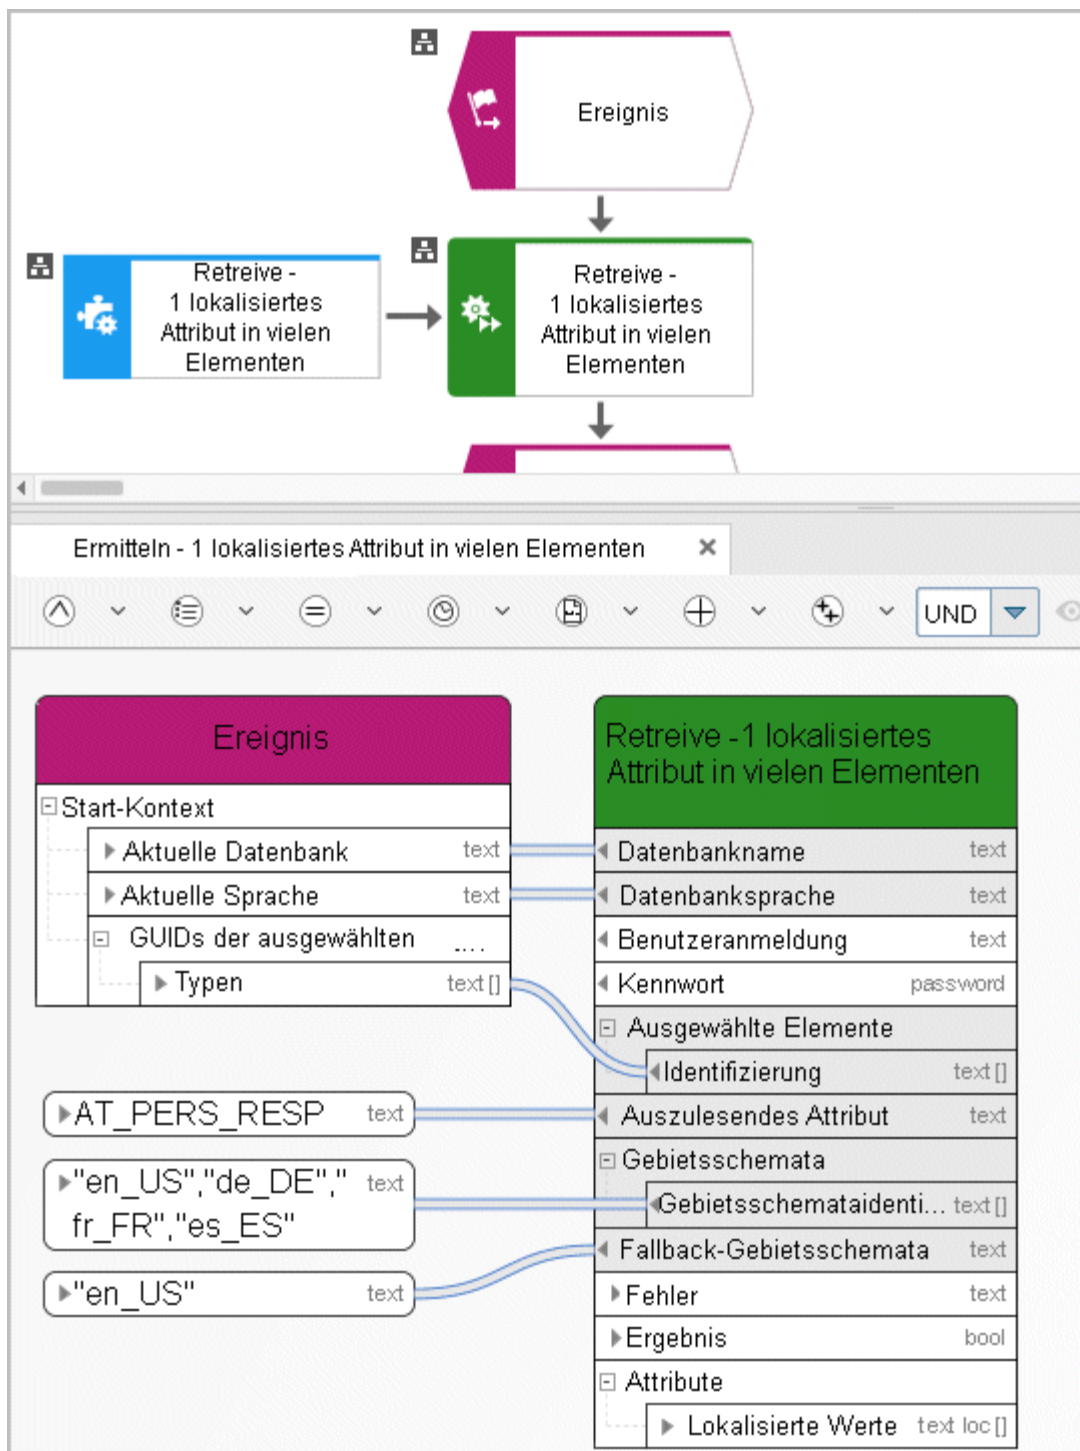 Ereignis
Retreive -
1 lokalisiertes
Attribut in vielen
Elementen
Retreive -
1 lokalisiertes
Attribut in vielen
Elementen
Ermitteln - 1 lokalisiertes Attribut in vielen Elementen
UND
Ereignis
Start-Kontext
Aktuelle Datenbank text
Aktuelle Sprache text
GUIDs der ausgewählten ....
Typen text []
AT_PERS_RESP text
"en_US","de_DE"," text
fr_FR","es_ES"
"en_US" text
Retreive -1 lokalisiertes
Attribut in vielen Elementen
Datenbankname text
Datenbanksprache text
Benutzeranmeldung text
Kennwort password
Ausgewählte Elemente
Identifizierung text []
Auszulesendes Attribut text
Gebietsschemata
Gebietsschemataidenti... text []
Fallback-Gebietsschemata text
Fehler text
Ergebnis bool
Attribute
Lokalisierte Werte text loc []